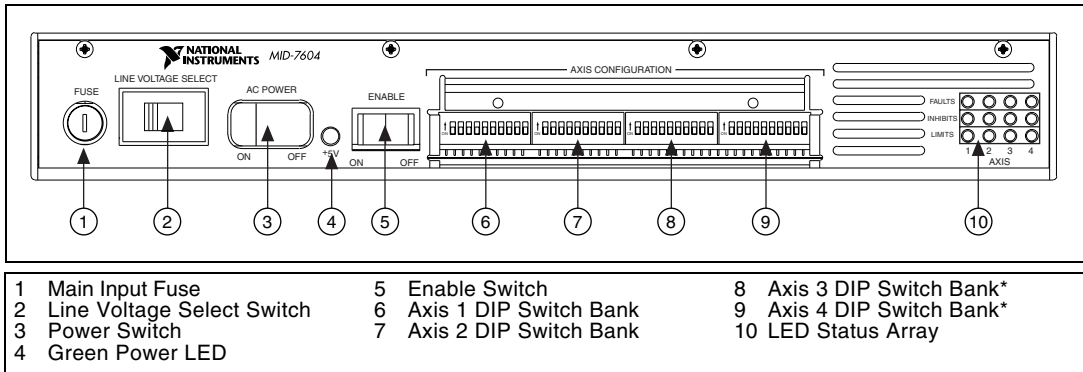 NATIONAL
INSTRUMENTS MID-7604
LINE VOLTAGE SELECT
AXIS CONFIGURATION
FUSE
AC POWER
ENABLE
FAULTS
INHIBITS
LIMITS
ON ON ON ON
ON OFF
+5V
ON OFF
1 2 3 4
AXIS
1 2 3 4 5 6 7 8 9 10
1 Main Input Fuse
2 Line Voltage Select Switch
3 Power Switch
4 Green Power LED
5 Enable Switch
6 Axis 1 DIP Switch Bank
7 Axis 2 DIP Switch Bank
8 Axis 3 DIP Switch Bank*
9 Axis 4 DIP Switch Bank*
10 LED Status Array